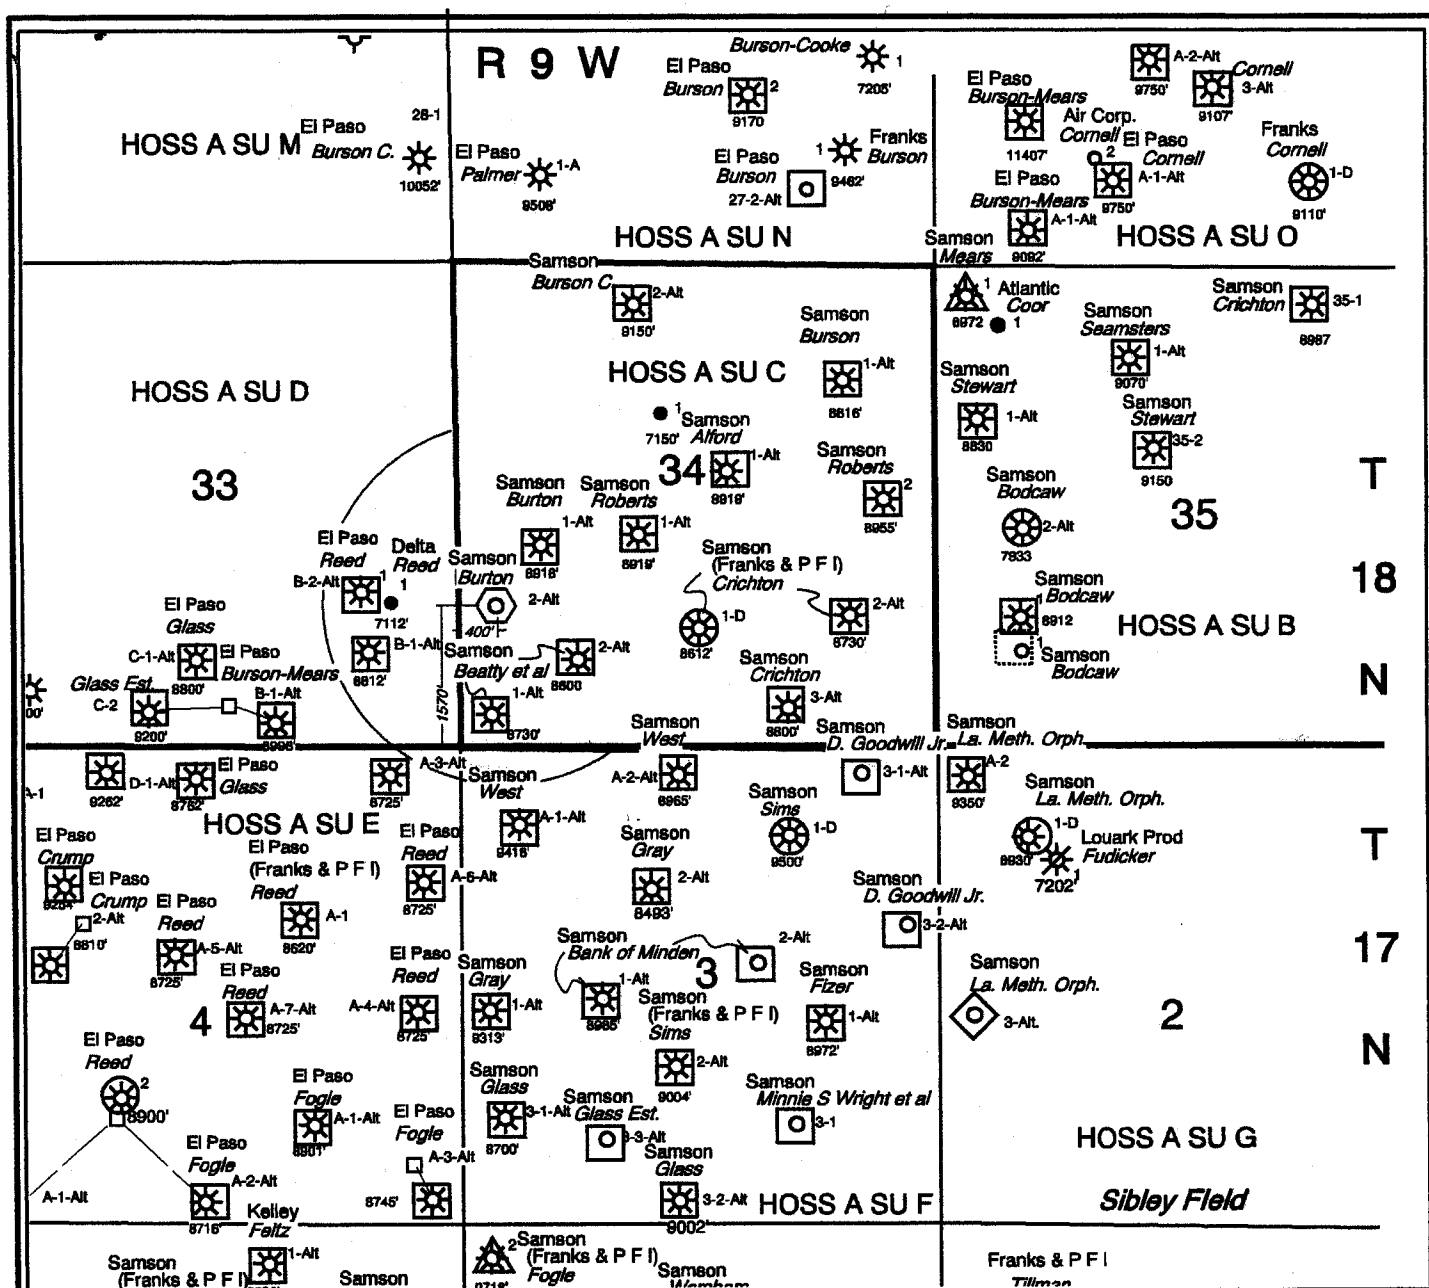 R 9 W
HOSS A SU M
28-1
El Paso
Burson C.
10052'
El Paso
Palmer
1-A
9508'
El Paso
Burson
2
9170
Burson-Cooke
1
7205'
El Paso
Burson
27-2-Alt
Franks
Burson
1
9462'
HOSS A SU N
El Paso
Burson-Mears
11407'
A-2-Alt
9750'
Cornell
3-Alt
9107'
Air Corp.
Cornell
2
El Paso
Cornell
A-1-Alt
9750'
Franks
Cornell
1-D
9110'
El Paso
Burson-Mears
A-1-Alt
9092'
HOSS A SU O
HOSS A SU D
33
El Paso
Reed
B-2-Alt
1
Delta
Reed
1
7112'
B-1-Alt
8812'
El Paso
Glass
C-1-Alt
8800'
El Paso
Burson-Mears
B-1-Alt
8996'
Glass Est.
C-2
9200'
00'
Samson
Burson C.
2-Alt
9150'
Samson
Burson
1-Alt
8816'
HOSS A SU C
1
7150'
Samson
Alford
34
1-Alt
8919'
Samson
Roberts
2
8955'
Samson
Burton
1-Alt
8918'
Samson
Roberts
1-Alt
8919'
Samson
Burton
2-Alt
400'
1570'
Samson
(Franks & P F I)
Crichton
1-D
8612'
2-Alt
8730'
Samson
Beatty et al
2-Alt
8600
1-Alt
8730'
Samson
Crichton
3-Alt
8800'
Samson
Mears
1
8972
Atlantic
Coor
1
Samson
Seamsters
1-Alt
9070'
Samson
Crichton
35-1
8987
Samson
Stewart
1-Alt
8830
Samson
Stewart
35-2
9150
Samson
Bodcaw
2-Alt
7833
35
Samson
Bodcaw
1
8912
1
Samson
Bodcaw
HOSS A SU B
T
18
N
A-1
9262'
D-1-Alt
8762'
El Paso
Glass
A-3-Alt
8725'
HOSS A SU E
El Paso
Crump
9284'
El Paso
Crump
2-Alt
8810'
El Paso
(Franks & P F I)
Reed
A-1
8620'
El Paso
Reed
A-6-Alt
8725'
El Paso
Reed
A-5-Alt
8725'
El Paso
Reed
A-7-Alt
8725'
4
El Paso
Reed
A-4-Alt
8725'
El Paso
Reed
2
8900'
El Paso
Fogle
A-1-Alt
8901'
El Paso
Fogle
A-3-Alt
8745'
El Paso
Fogle
A-2-Alt
8716'
A-1-Alt
Samson
West
A-1-Alt
9416'
Samson
West
A-2-Alt
8965'
Samson
D. Goodwill Jr.
3-1-Alt
Samson
Sims
1-D
9500'
Samson
Gray
2-Alt
8493'
Samson
D. Goodwill Jr.
3-2-Alt
Samson
Bank of Minden
2-Alt
3
1-Alt
8985'
Samson
Gray
1-Alt
9313'
Samson
(Franks & P F I)
Sims
2-Alt
9004'
Samson
Fizer
1-Alt
8972'
Samson
Glass
3-1-Alt
8700'
Samson
Glass Est.
3-3-Alt
Samson
Minnie S Wright et al
3-1
Samson
Glass
3-2-Alt
9002'
HOSS A SU F
La. Meth. Orph.
A-2
9350'
Samson
La. Meth. Orph.
1-D
8930'
Louark Prod
Fudicker
1
7202'
Samson
La. Meth. Orph.
3-Alt.
2
HOSS A SU G
Sibley Field
T
17
N
Kelley
Feltz
1-Alt
Samson
(Franks & P F I)
Samson
2
Samson
(Franks & P F I)
Fogle
9718'
Samson
Franks & P F I
Tillman